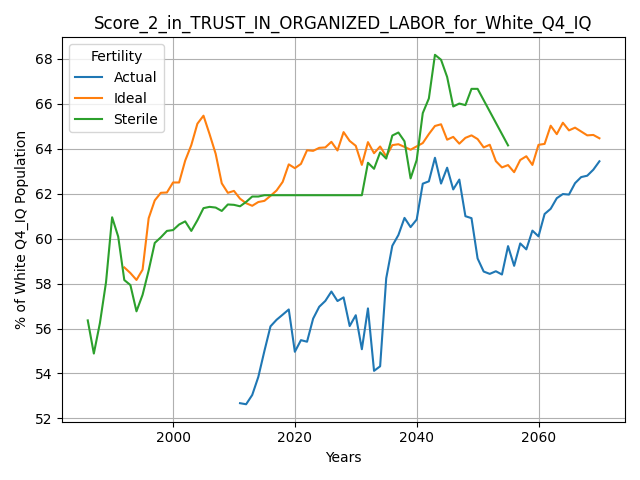 Score_2_in_TRUST_IN_ORGANIZED_LABOR_for_White_Q4_IQ
Fertility
Actual
Ideal
Sterile
% of White Q4_IQ Population
68
66
64
62
60
58
56
54
52
2000
2020
2040
2060
Years